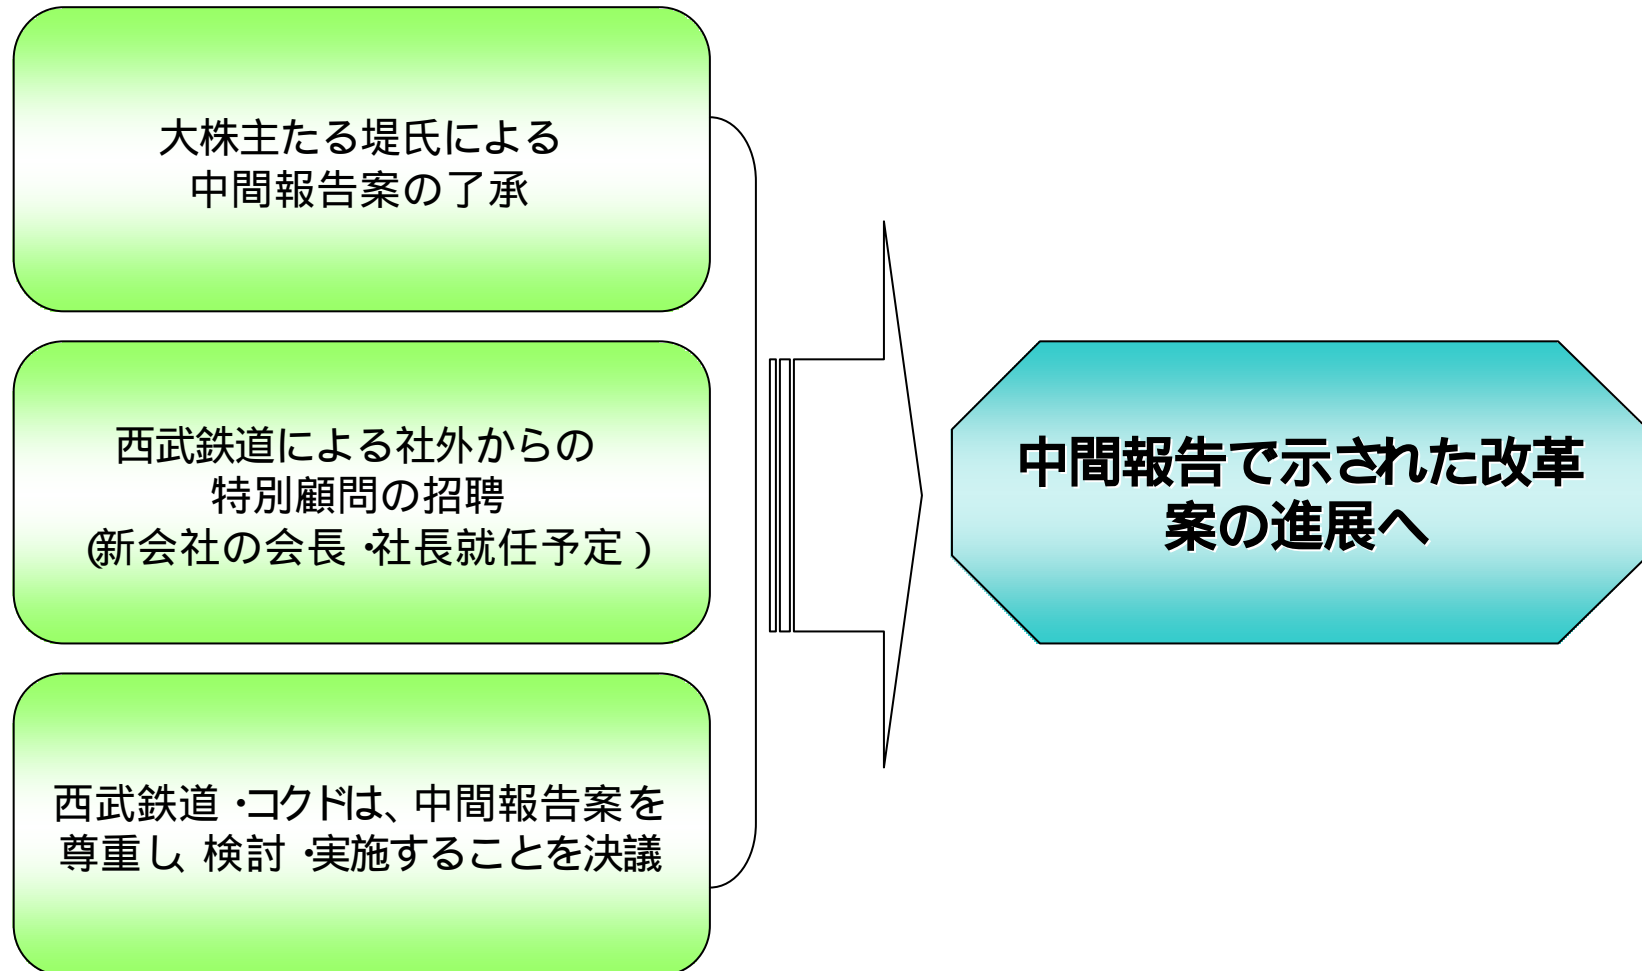 大株主たる堤氏による
中間報告案の了承
西武鉄道による社外からの
特別顧問の招聘
(新会社の会長・社長就任予定)
西武鉄道・コクドは、中間報告案を
尊重し、検討・実施することを決議
中間報告で示された改革
案の進展へ